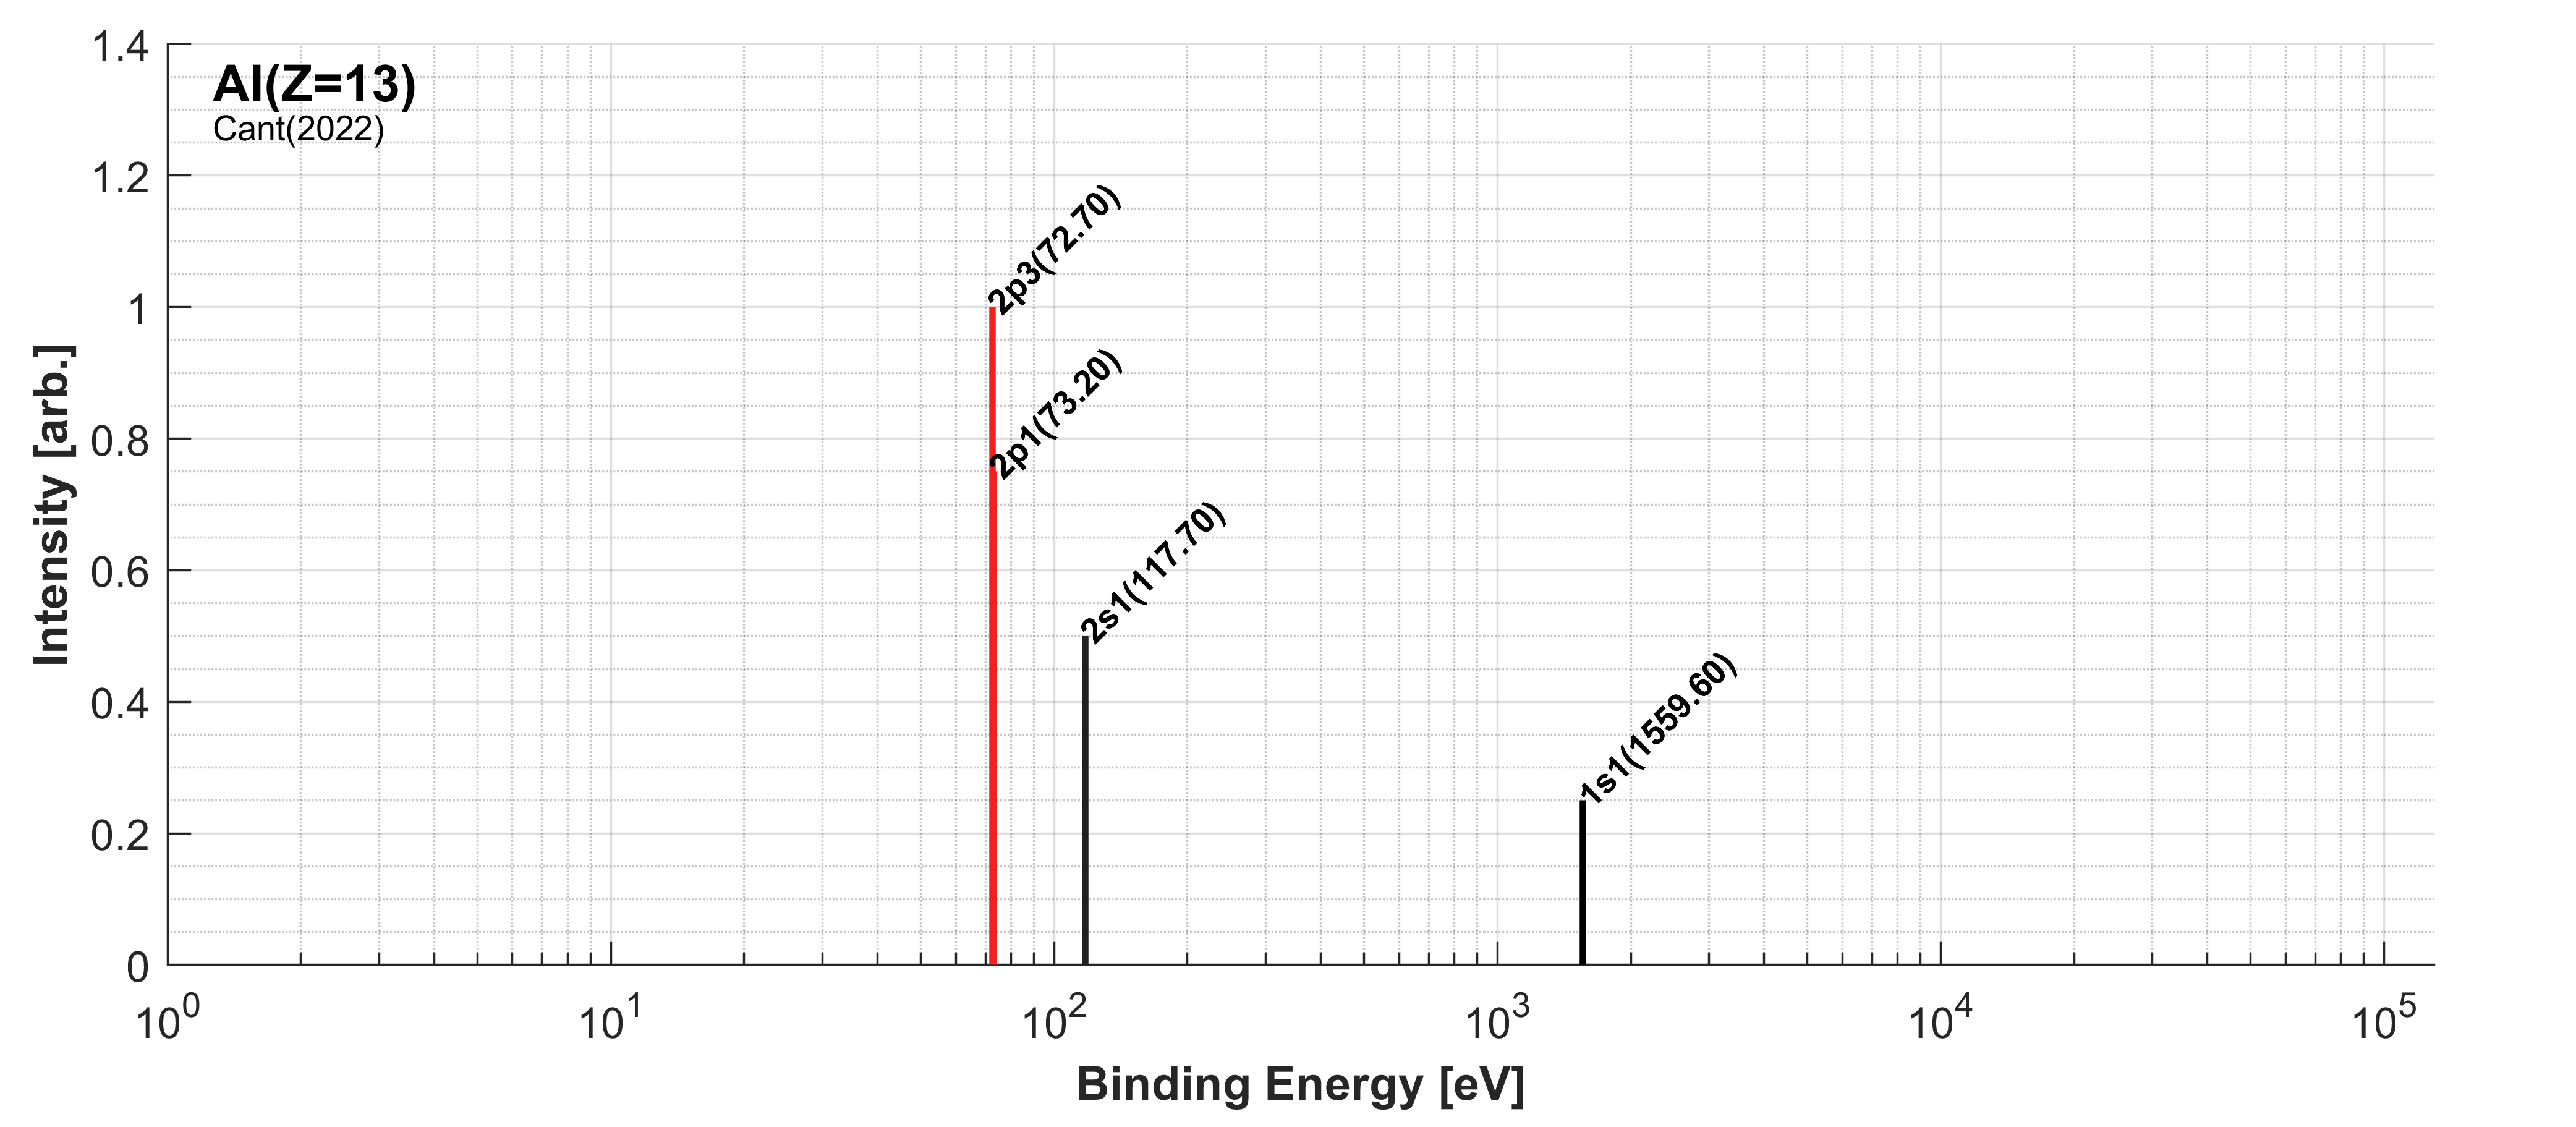 Al(Z=13)
Cant(2022)
1.4
1.2
1
0.8
0.6
0.4
0.2
0
Intensity [arb.]
2p3(72.70)
2p1(73.20)
2s1(117.70)
1s1(1559.60)
10^0
10^1
10^2
10^3
10^4
10^5
Binding Energy [eV]